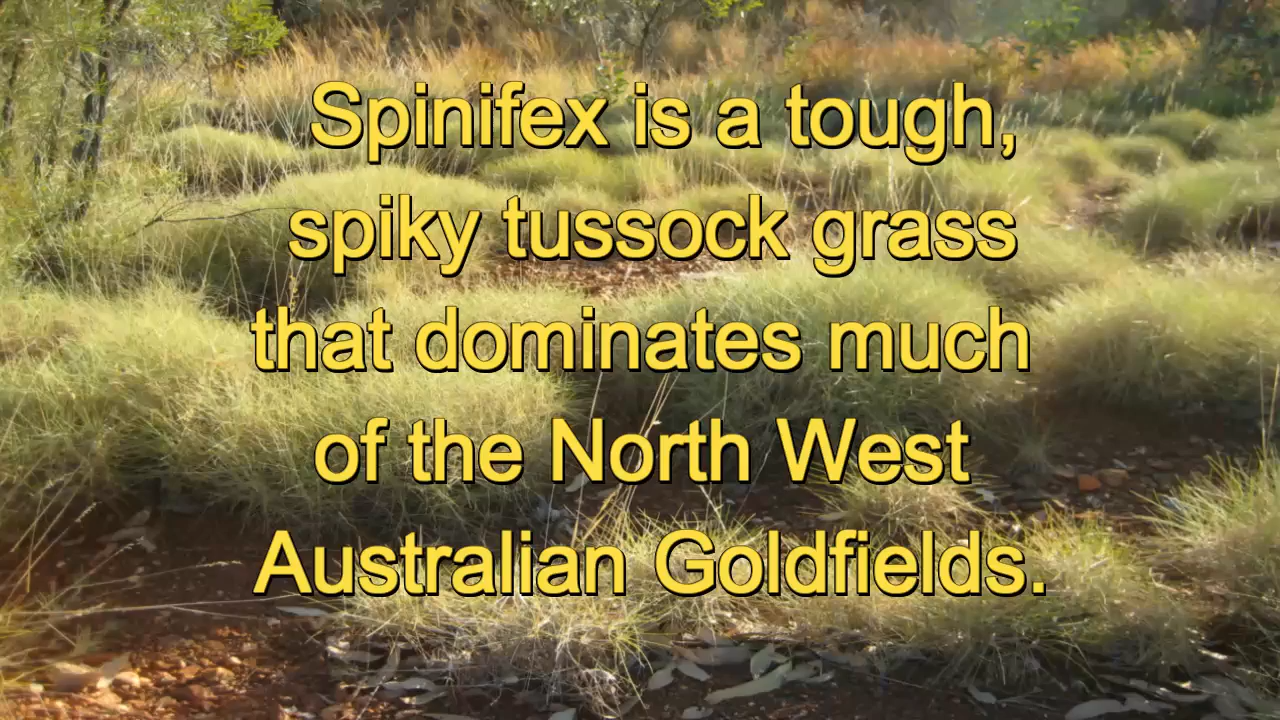 Spinifex is a tough,
spiky tussock grass
that dominates much
of the North West
Australian Goldfields.